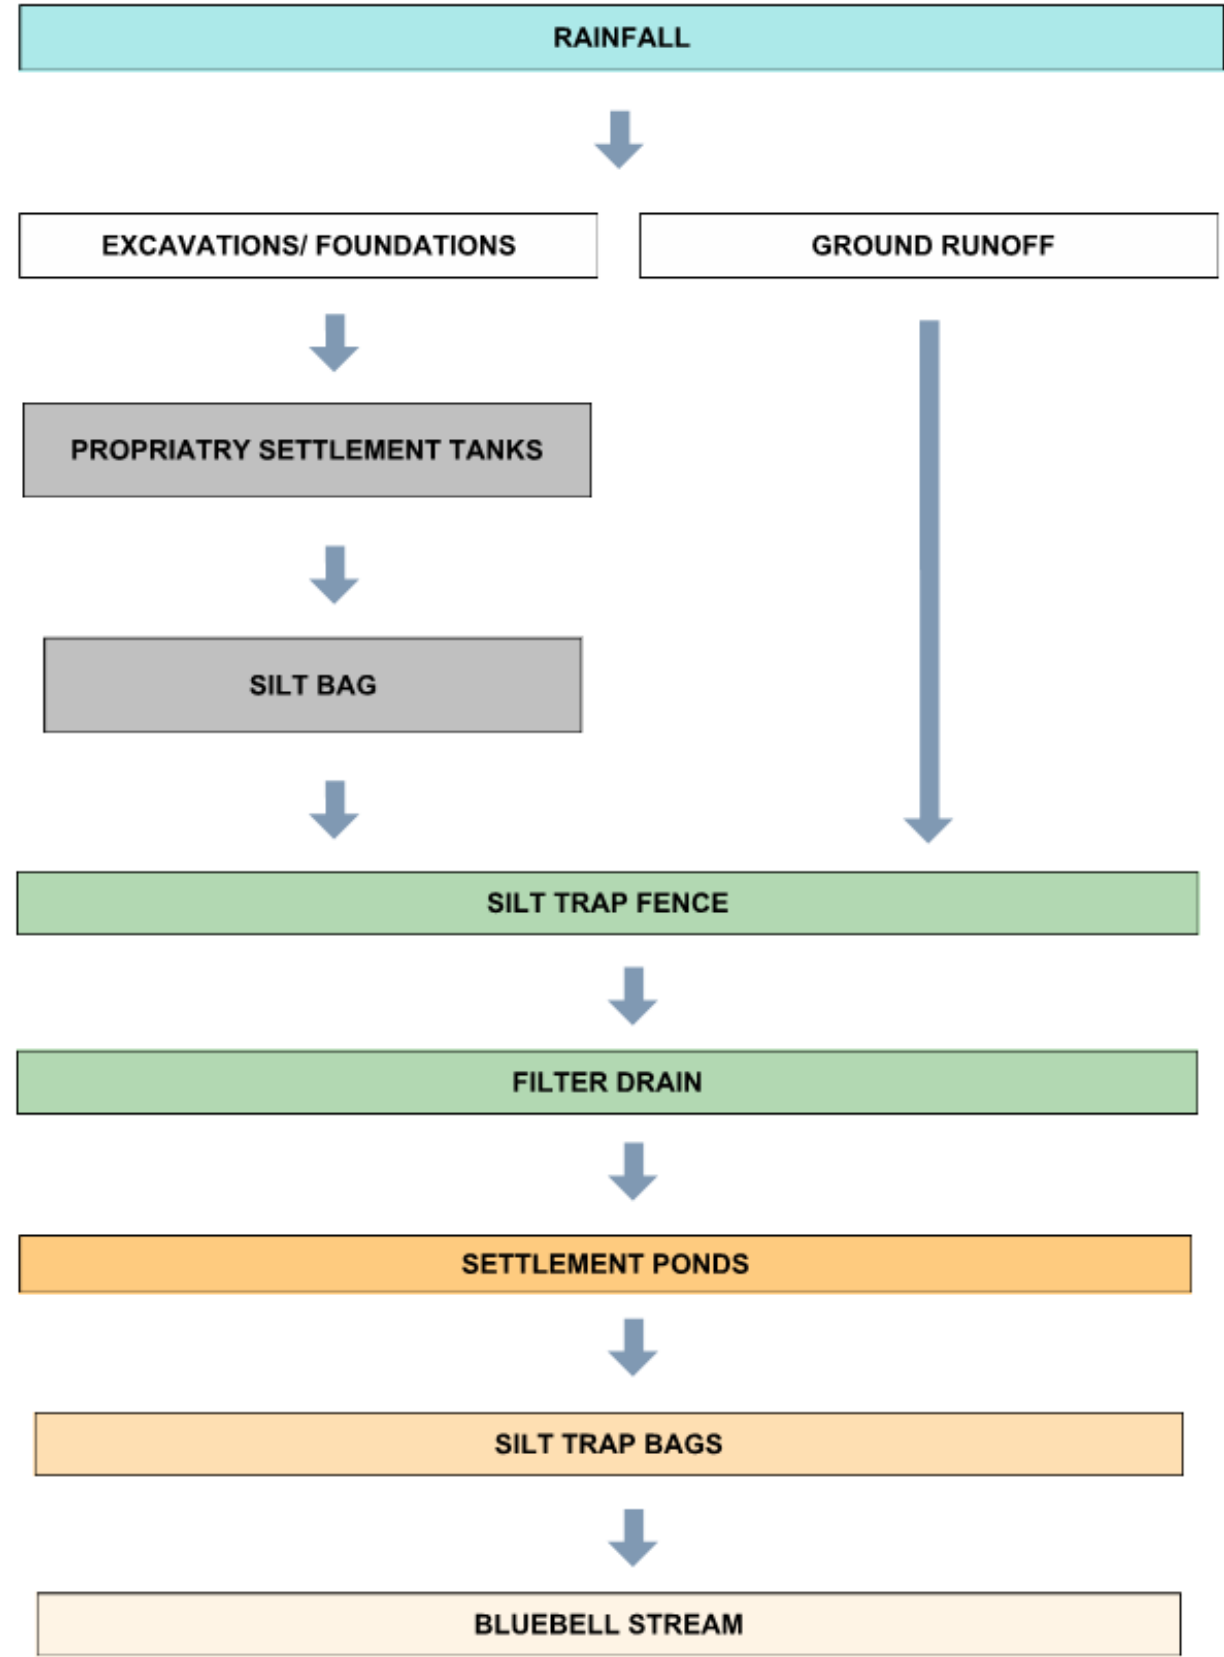 RAINFALL
EXCAVATIONS/ FOUNDATIONS
GROUND RUNOFF
PROPRIATRY SETTLEMENT TANKS
SILT BAG
SILT TRAP FENCE
FILTER DRAIN
SETTLEMENT PONDS
SILT TRAP BAGS
BLUEBELL STREAM